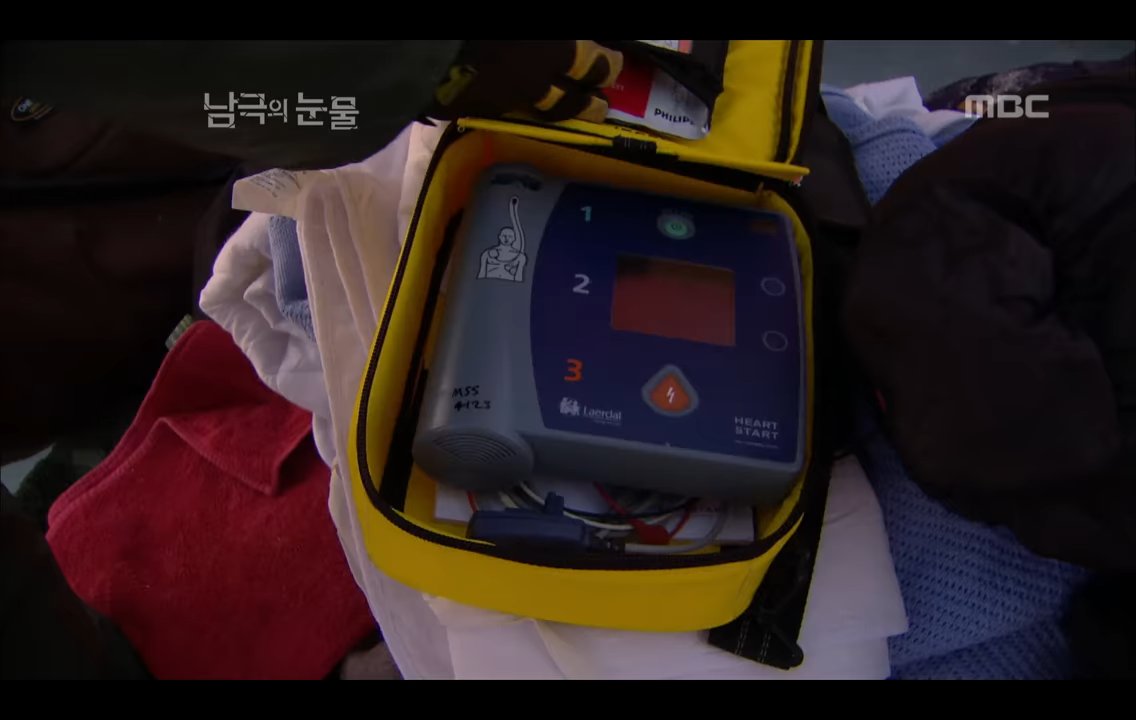 남극의 눈물
MBC
PHILIPS
1
2
3
MSS
4123
Laerdal
HEART
START